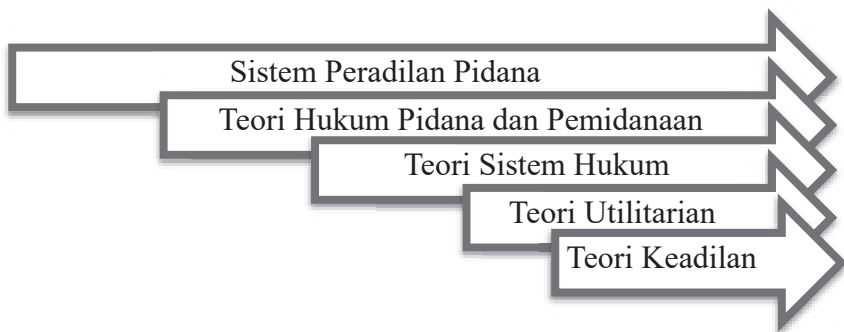 Sistem Peradilan Pidana
Teori Hukum Pidana dan Pemidanaan
Teori Sistem Hukum
Teori Utilitarian
Teori Keadilan